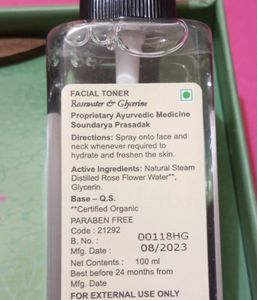 FACIAL TONER
Rosewater & Glycerine
Proprietary Ayurvedic Medicine
Soundarya Prasadak
Directions: Spray onto face and
neck whenever required to
hydrate and freshen the skin.
Active Ingredients: Natural Steam
Distilled Rose Flower Water**,
Glycerin.
Base – Q.S.
**Certified Organic
PARABEN FREE
Code : 21292
B. No. : 00118HG
Mfg. Date : 08/2023
Net Contents : 100 ml
Best before 24 months from
Mfg. Date
FOR EXTERNAL USE ONLY